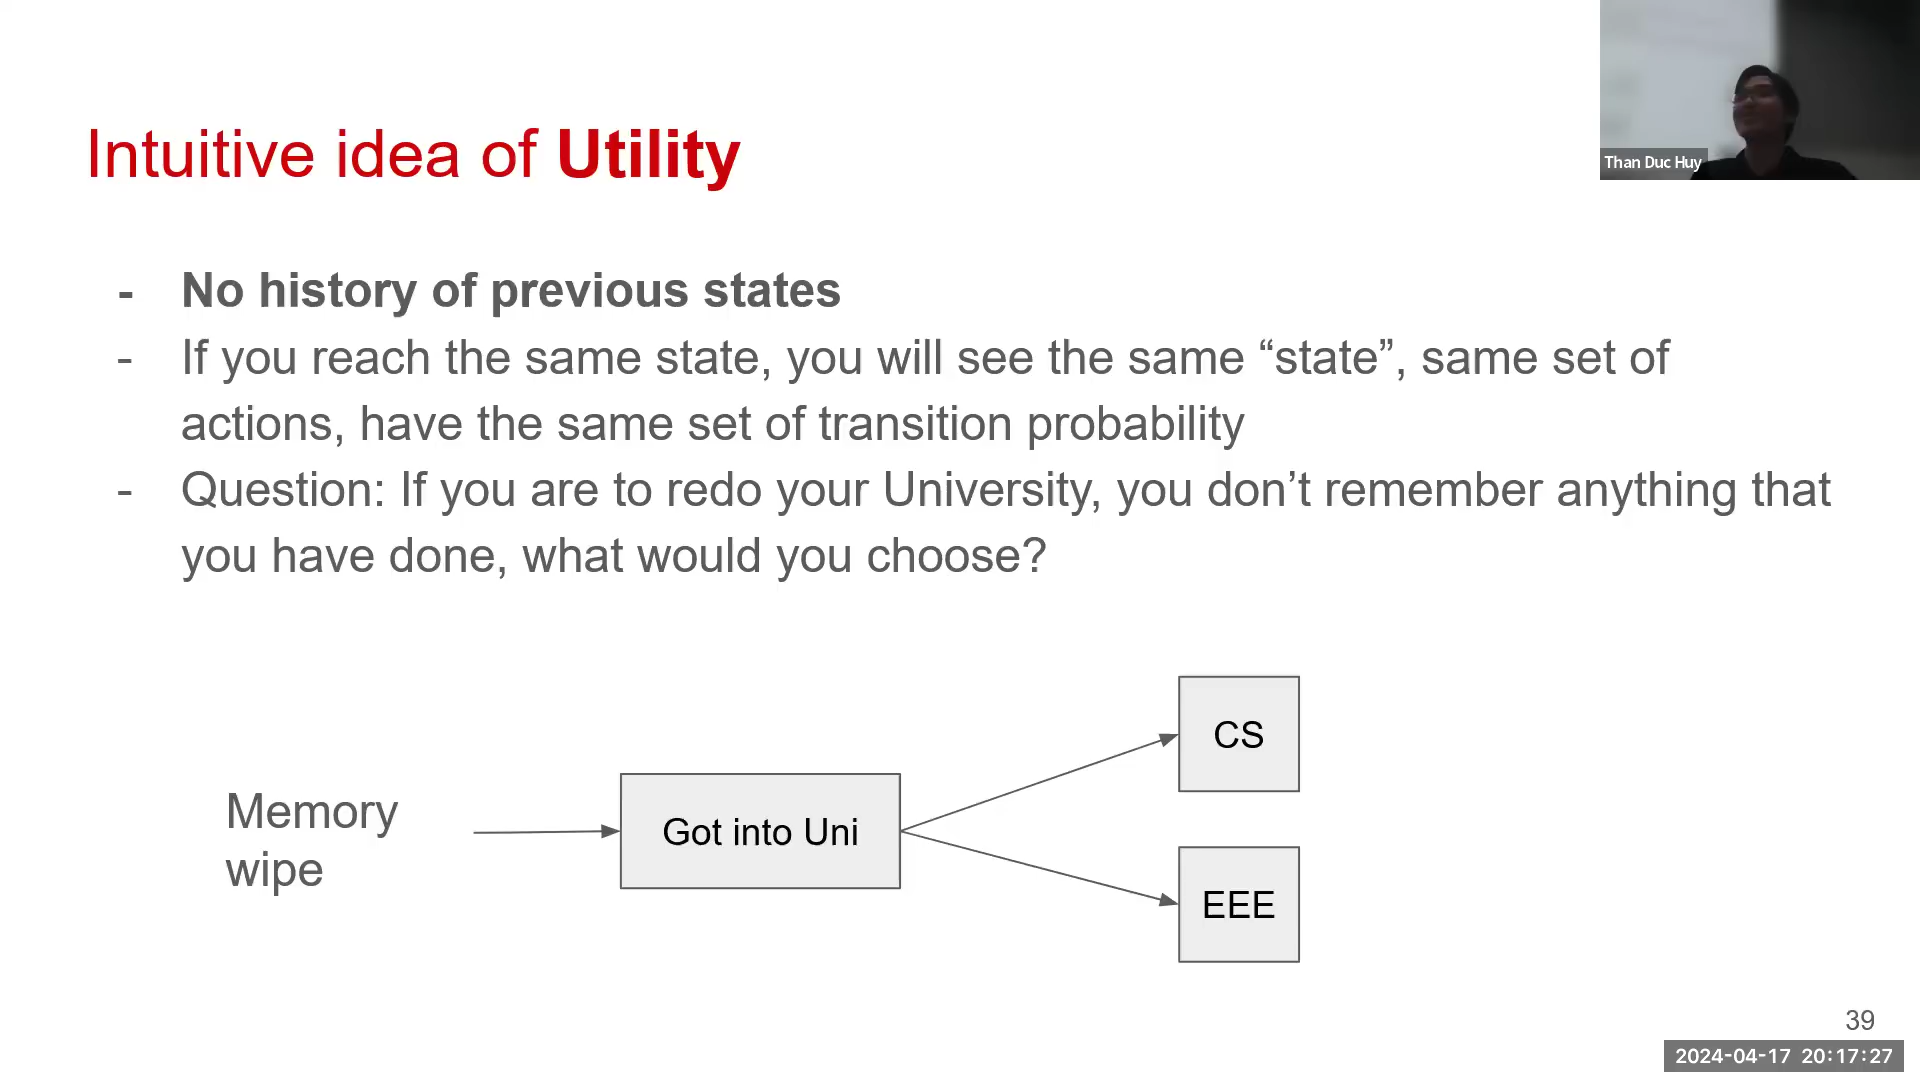 Than Duc Huy
Intuitive idea of Utility
- No history of previous states
- If you reach the same state, you will see the same “state”, same set of
actions, have the same set of transition probability
- Question: If you are to redo your University, you don’t remember anything that
you have done, what would you choose?
CS
Memory
wipe
Got into Uni
EEE
39
2024-04-17 20:17:27